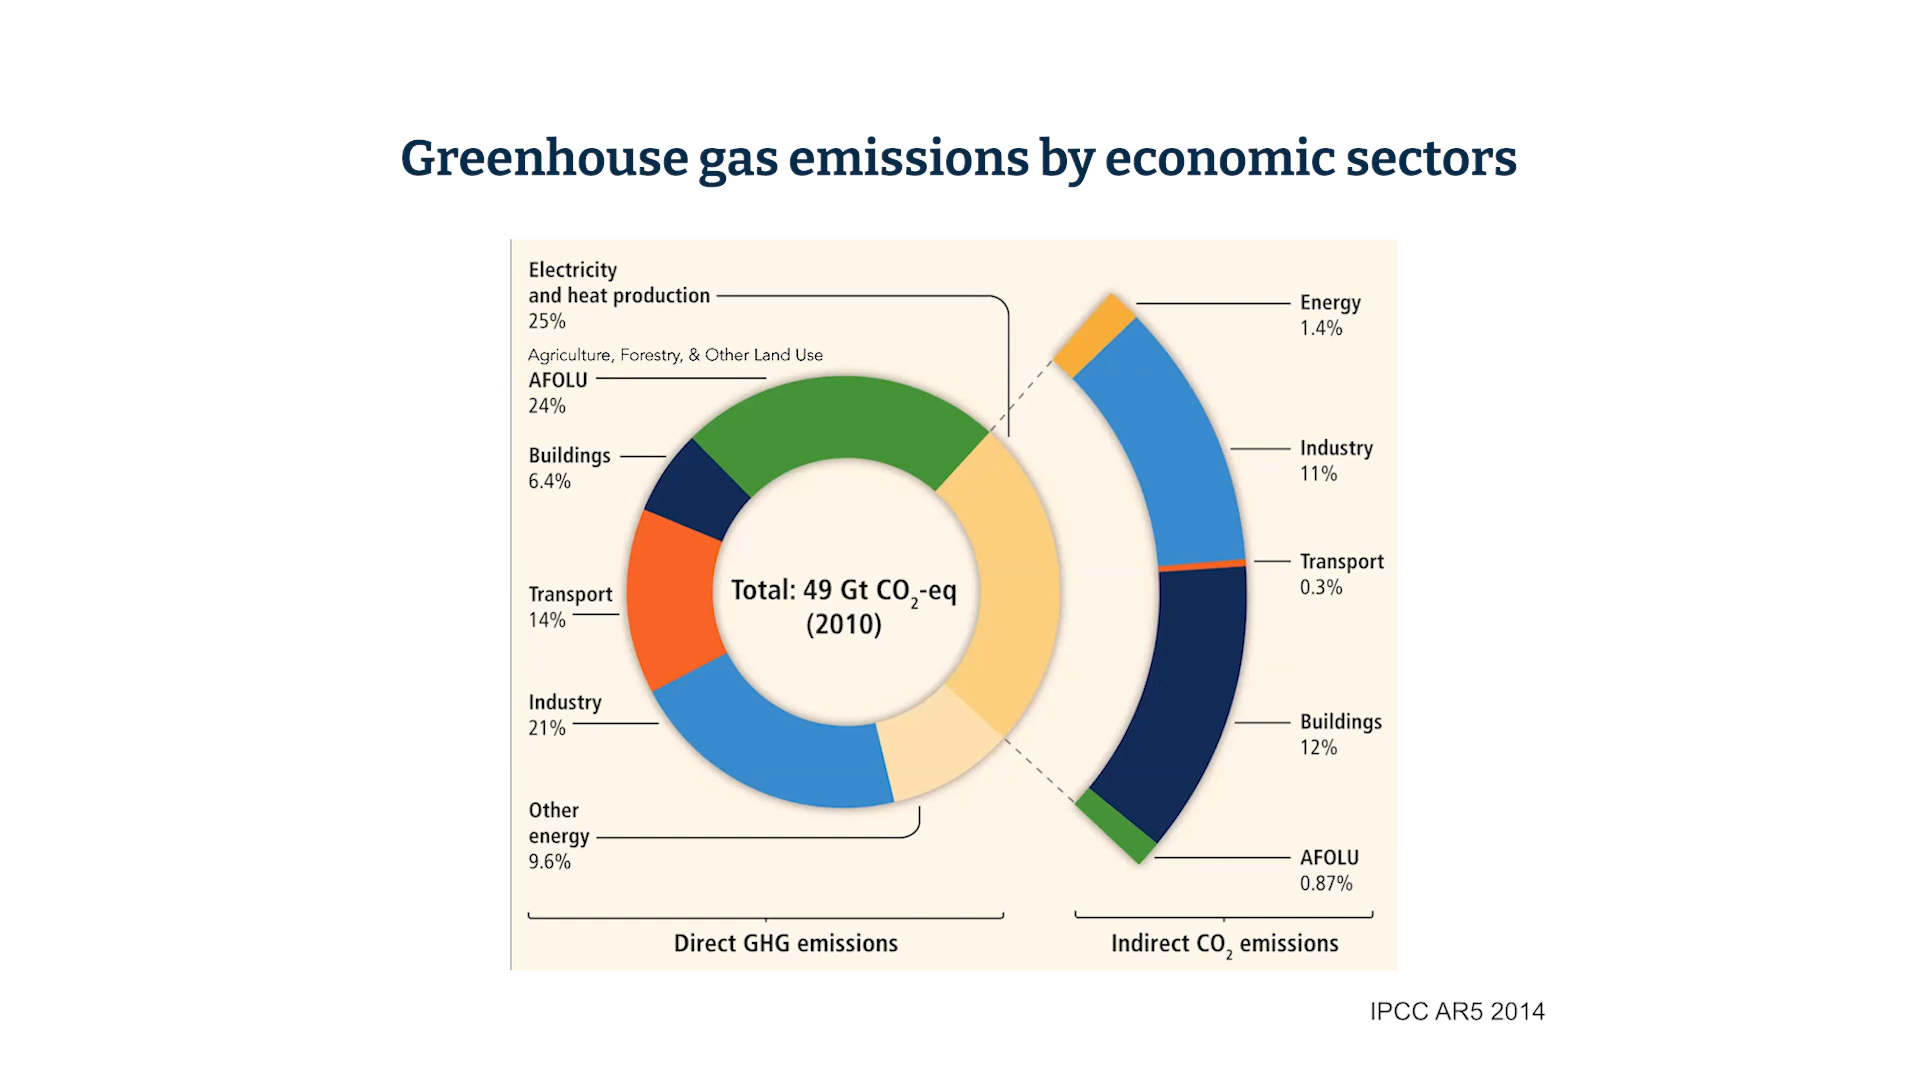 Greenhouse gas emissions by economic sectors
Electricity
and heat production
25%
Agriculture, Forestry, & Other Land Use
AFOLU
24%
Buildings
6.4%
Transport
14%
Industry
21%
Other
energy
9.6%
Total: 49 Gt CO₂-eq
(2010)
Direct GHG emissions
Energy
1.4%
Industry
11%
Transport
0.3%
Buildings
12%
AFOLU
0.87%
Indirect CO₂ emissions
IPCC AR5 2014